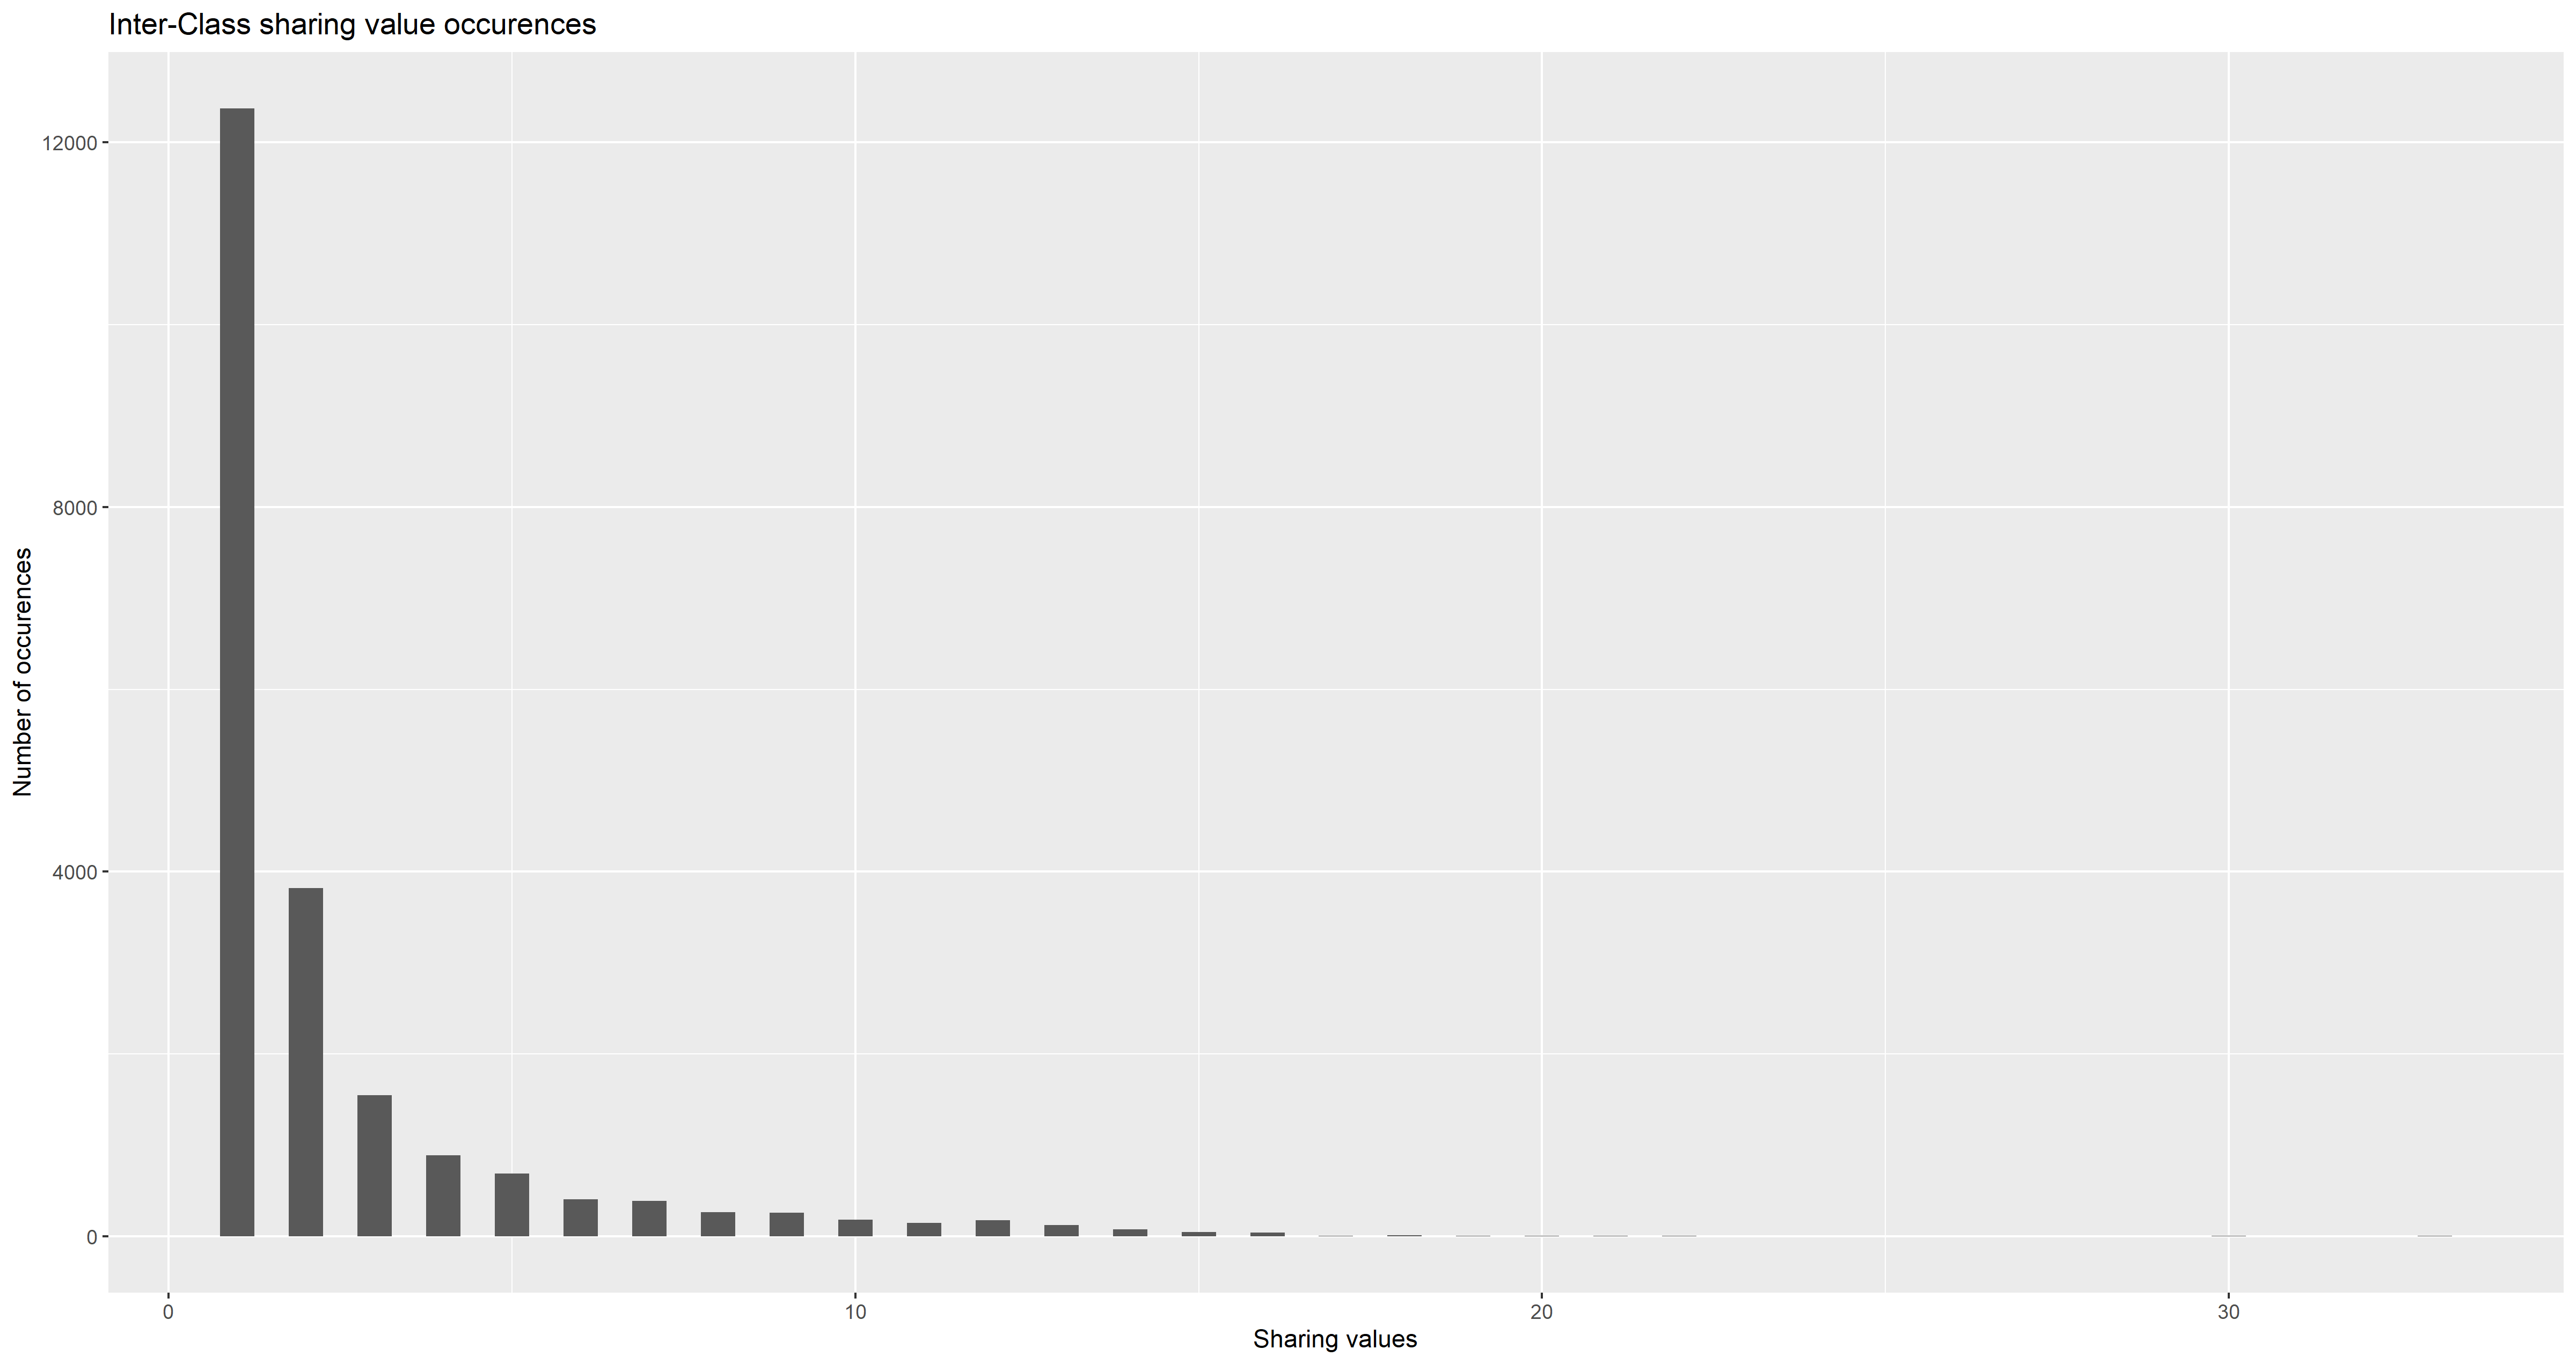 Inter-Class sharing value occurences
12000
8000
4000
0
Number of occurences
0 10 20 30
Sharing values